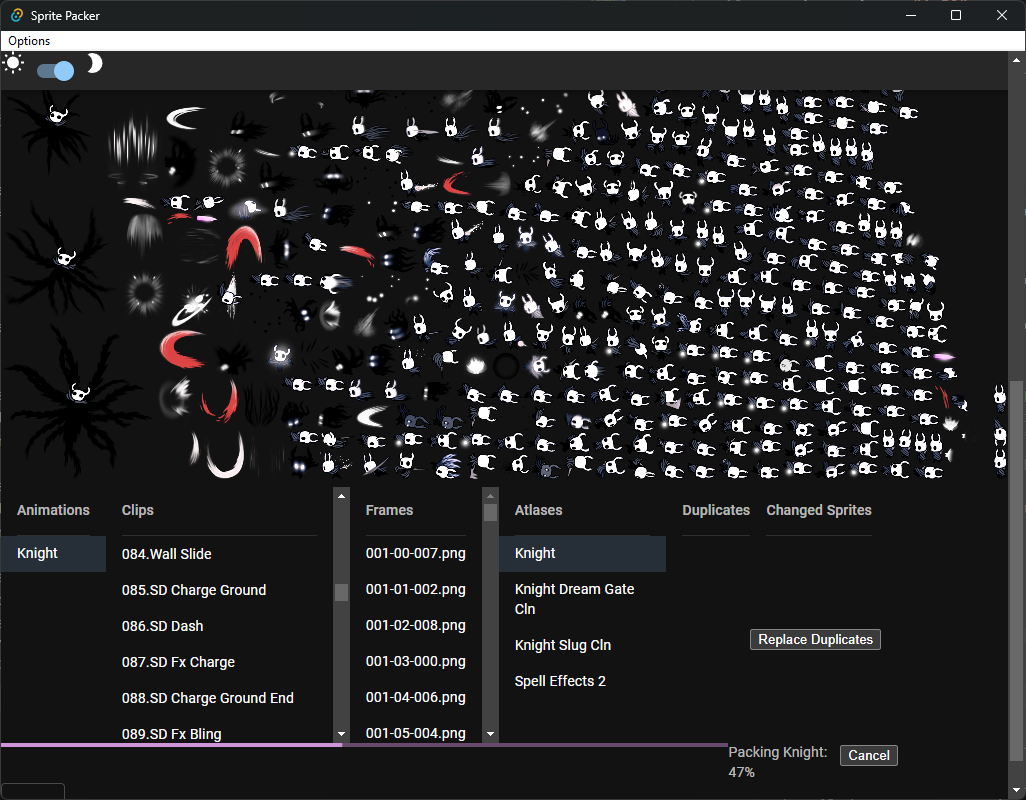 Sprite Packer
Options
Animations
Clips
Frames
Atlases
Duplicates
Changed Sprites
Knight
084.Wall Slide
085.SD Charge Ground
086.SD Dash
087.SD Fx Charge
088.SD Charge Ground End
089.SD Fx Bling
001-00-007.png
001-01-002.png
001-02-008.png
001-03-000.png
001-04-006.png
001-05-004.png
Knight
Knight Dream Gate
Cln
Knight Slug Cln
Spell Effects 2
Replace Duplicates
Packing Knight:
47%
Cancel